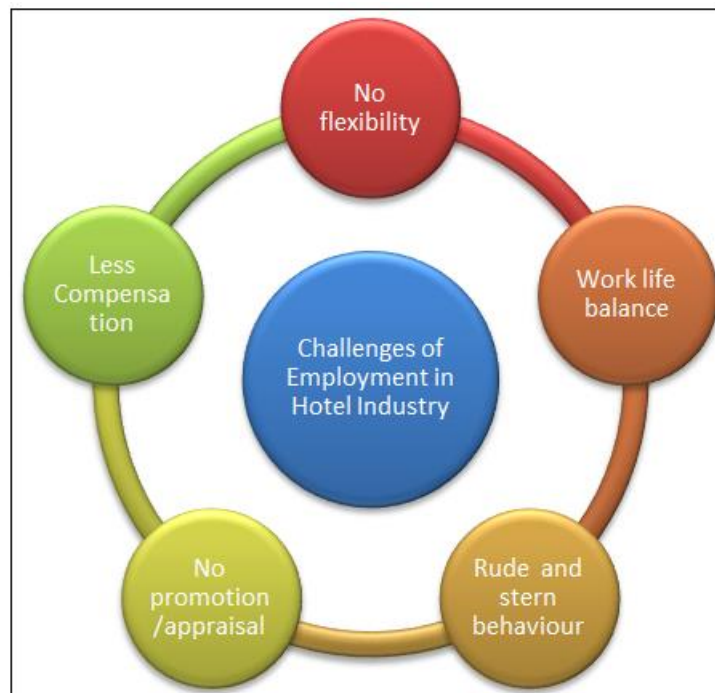 No
flexibility
Work life
balance
Rude and
stern
behaviour
No
promotion
/appraisal
Less
Compensa
tion
Challenges of
Employment in
Hotel Industry